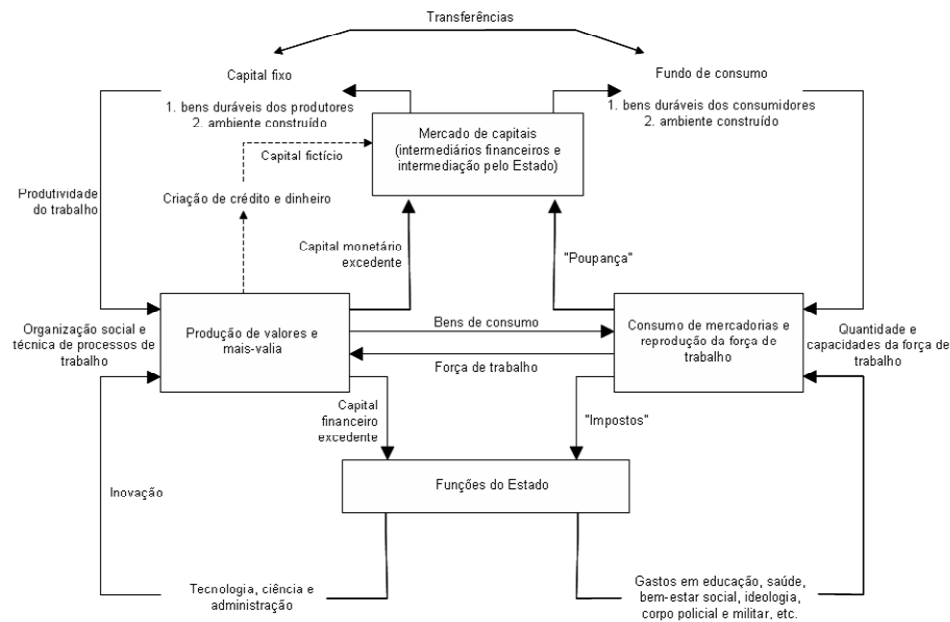 Transferências
Capital fixo
1. bens duráveis dos produtores
2. ambiente construído
Fundo de consumo
1. bens duráveis dos consumidores
2. ambiente construído
Mercado de capitais
(intermediários financeiros e
intermediação pelo Estado)
Capital fictício
Criação de crédito e dinheiro
Produtividade
do trabalho
Capital monetário
excedente
"Poupança"
Organização social e
técnica de processos de
trabalho
Produção de valores e
mais-valia
Bens de consumo
Força de trabalho
Consumo de mercadorias e
reprodução da força de
trabalho
Quantidade e
capacidades da força de
trabalho
Capital
financeiro
excedente
"Impostos"
Funções do Estado
Inovação
Tecnologia, ciência e
administração
Gastos em educação, saúde,
bem-estar social, ideologia,
corpo policial e militar, etc.